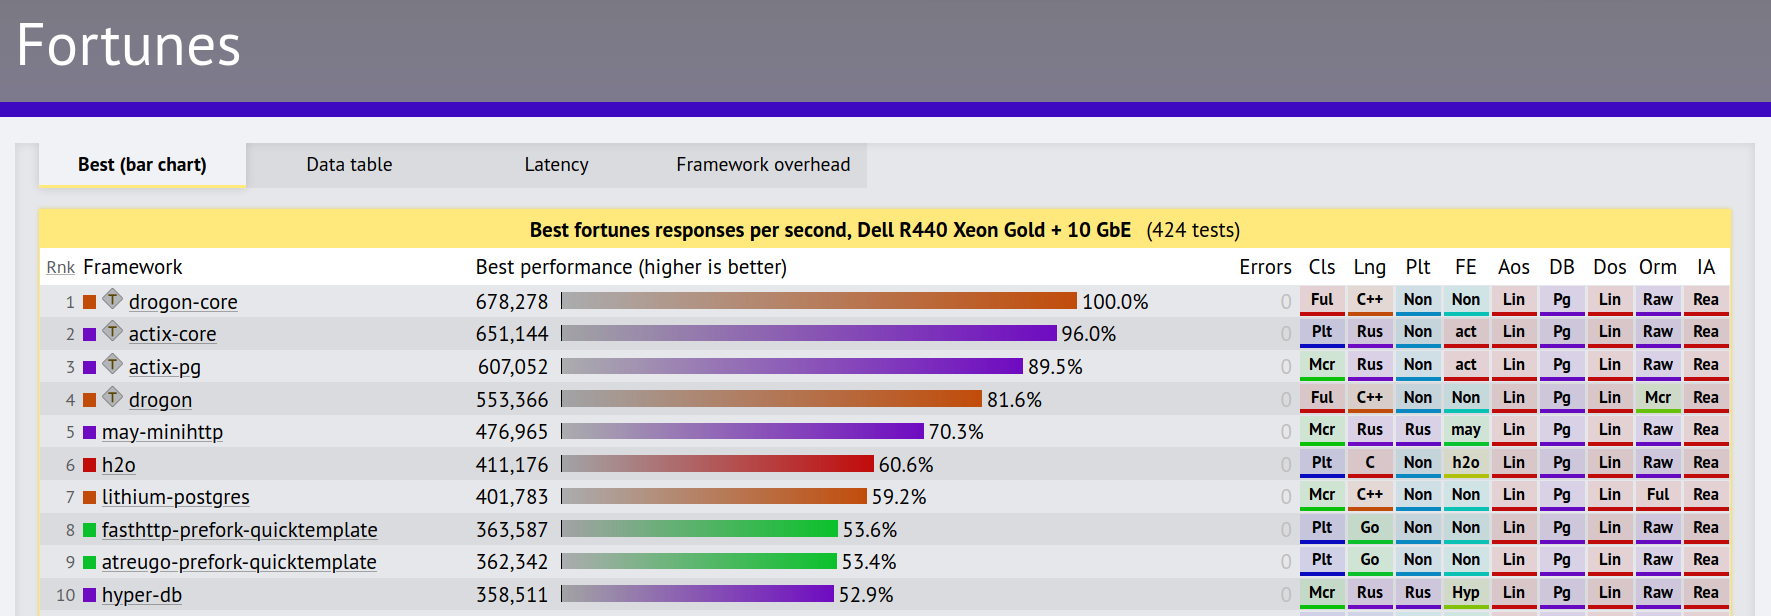 Fortunes
Best (bar chart) Data table Latency Framework overhead
Best fortunes responses per second, Dell R440 Xeon Gold + 10 GbE (424 tests)
Rnk Framework Best performance (higher is better) Errors Cls Lng Plt FE Aos DB Dos Orm IA
1 T drogon-core 678,278 100.0% 0 Ful C++ Non Non Lin Pg Lin Raw Rea
2 T actix-core 651,144 96.0% 0 Plt Rus Non act Lin Pg Lin Raw Rea
3 T actix-pg 607,052 89.5% 0 Mcr Rus Non act Lin Pg Lin Raw Rea
4 T drogon 553,366 81.6% 0 Ful C++ Non Non Lin Pg Lin Mcr Rea
5 may-minihttp 476,965 70.3% 0 Mcr Rus Rus may Lin Pg Lin Raw Rea
6 h2o 411,176 60.6% 0 Plt C Non h2o Lin Pg Lin Raw Rea
7 lithium-postgres 401,783 59.2% 0 Mcr C++ Non Non Lin Pg Lin Ful Rea
8 fasthttp-prefork-quicktemplate 363,587 53.6% 0 Plt Go Non Non Lin Pg Lin Raw Rea
9 atreugo-prefork-quicktemplate 362,342 53.4% 0 Plt Go Non Non Lin Pg Lin Raw Rea
10 hyper-db 358,511 52.9% 0 Mcr Rus Rus Hyp Lin Pg Lin Raw Rea